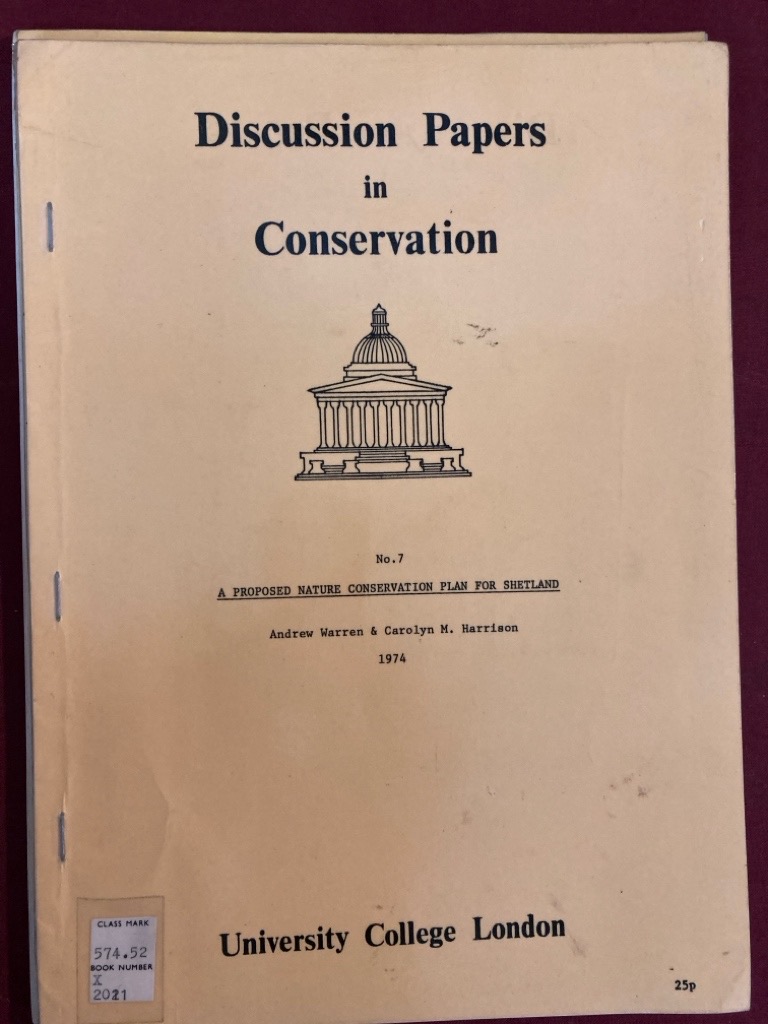 Discussion Papers
in
Conservation
No.7
A PROPOSED NATURE CONSERVATION PLAN FOR SHETLAND
Andrew Warren & Carolyn M. Harrison
1974
University College London
25p
CLASS MARK
574.52
BOOK NUMBER
X
2021